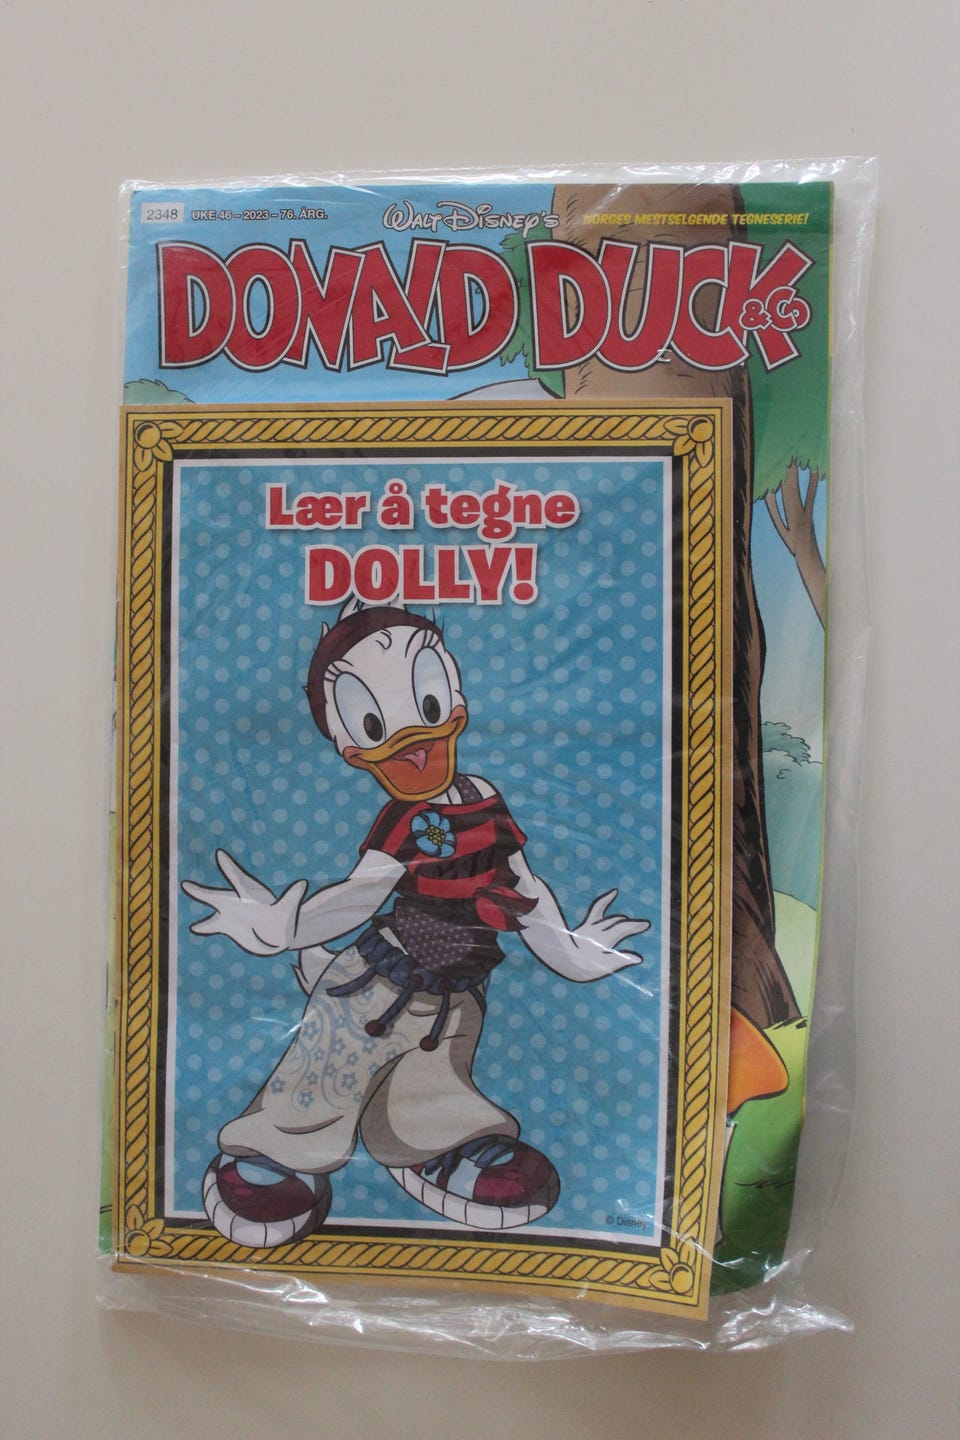 2348 UKE 46 – 2023 – 76. ÅRG. WALT DISNEY'S NORGES MESTSELGENDE TEGNESERIE!
DONALD DUCK & Co
Lær å tegne
DOLLY!
© Disney